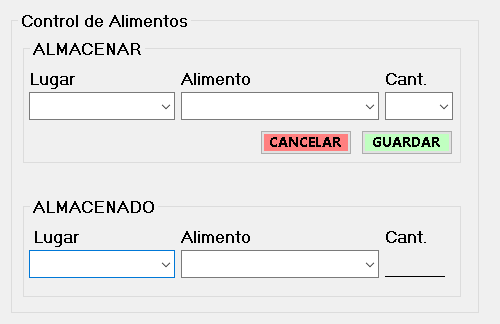 Control de Alimentos
ALMACENAR
Lugar Alimento Cant.
CANCELAR GUARDAR
ALMACENADO
Lugar Alimento Cant.